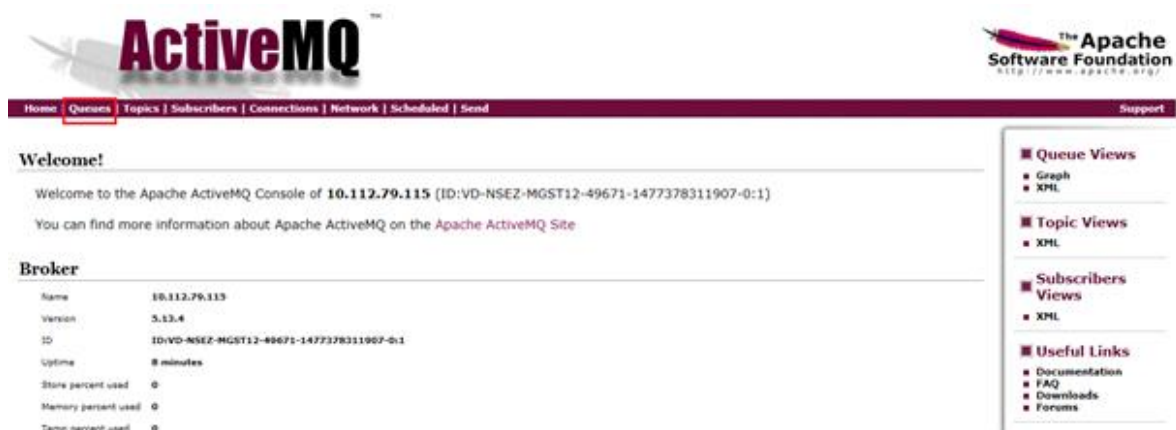 ActiveMQ™
The Apache
Software Foundation
http://www.apache.org/
Home | Queues | Topics | Subscribers | Connections | Network | Scheduled | Send
Support
Welcome!
Welcome to the Apache ActiveMQ Console of 10.112.79.115 (ID:VD-NSEZ-MGST12-49671-1477378311907-0:1)
You can find more information about Apache ActiveMQ on the Apache ActiveMQ Site
Broker
Name 10.112.79.115
Version 5.13.4
ID ID:VD-NSEZ-MGST12-49671-1477378311907-0:1
Uptime 8 minutes
Store percent used 0
Memory percent used 0
Temp percent used 0
Queue Views
Graph
XML
Topic Views
XML
Subscribers
Views
XML
Useful Links
Documentation
FAQ
Downloads
Forums